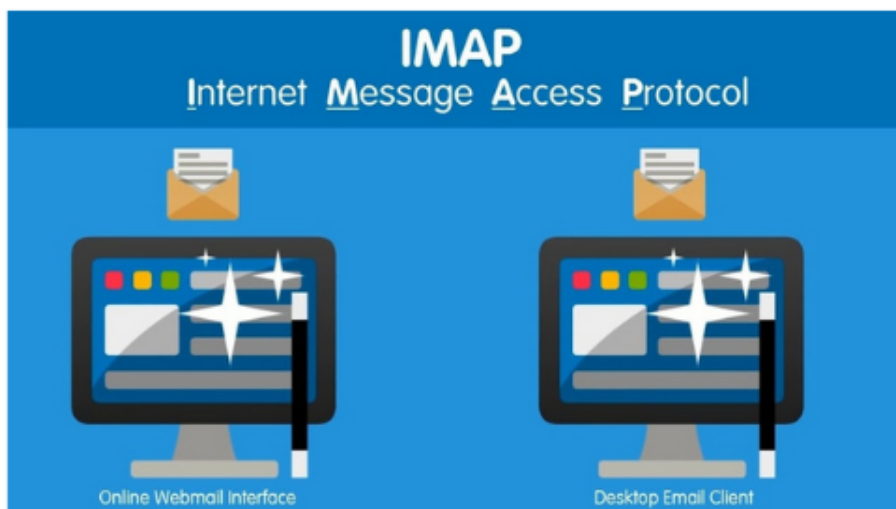 IMAP
Internet Message Access Protocol
Online Webmail Interface
Desktop Email Client